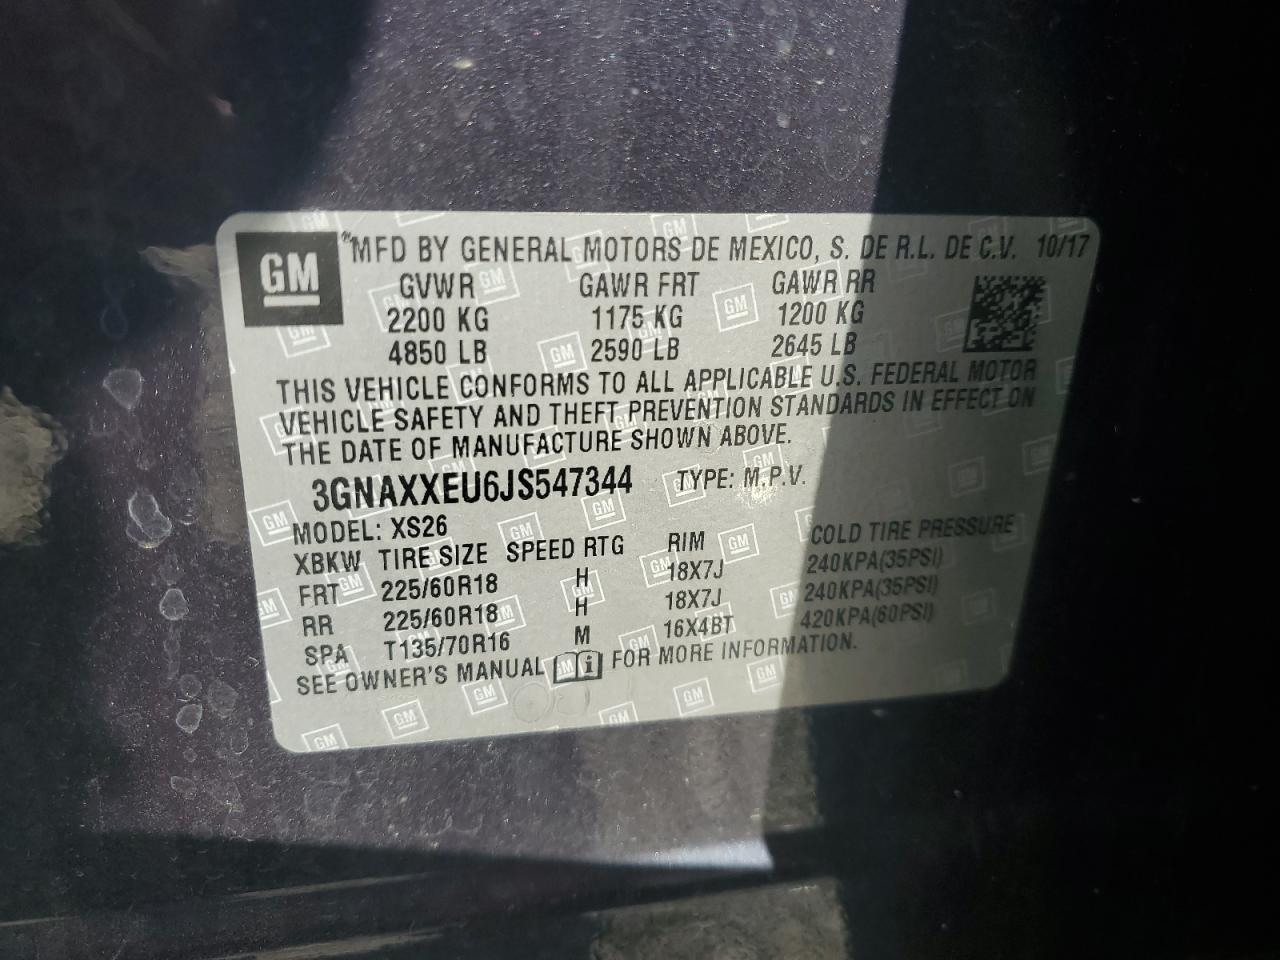 GM
MFD BY GENERAL MOTORS DE MEXICO, S. DE R.L. DE C.V. 10/17
GVWR GAWR FRT GAWR RR
2200 KG 1175 KG 1200 KG
4850 LB 2590 LB 2645 LB
THIS VEHICLE CONFORMS TO ALL APPLICABLE U.S. FEDERAL MOTOR
VEHICLE SAFETY AND THEFT PREVENTION STANDARDS IN EFFECT ON
THE DATE OF MANUFACTURE SHOWN ABOVE.
3GNAXXEU6JS547344 TYPE: M.P.V.
MODEL: XS26
XBKW TIRE SIZE SPEED RTG RIM COLD TIRE PRESSURE
FRT 225/60R18 H 18X7J 240KPA(35PSI)
RR 225/60R18 H 18X7J 240KPA(35PSI)
SPA T135/70R16 M 16X4BT 420KPA(60PSI)
SEE OWNER'S MANUAL i FOR MORE INFORMATION.